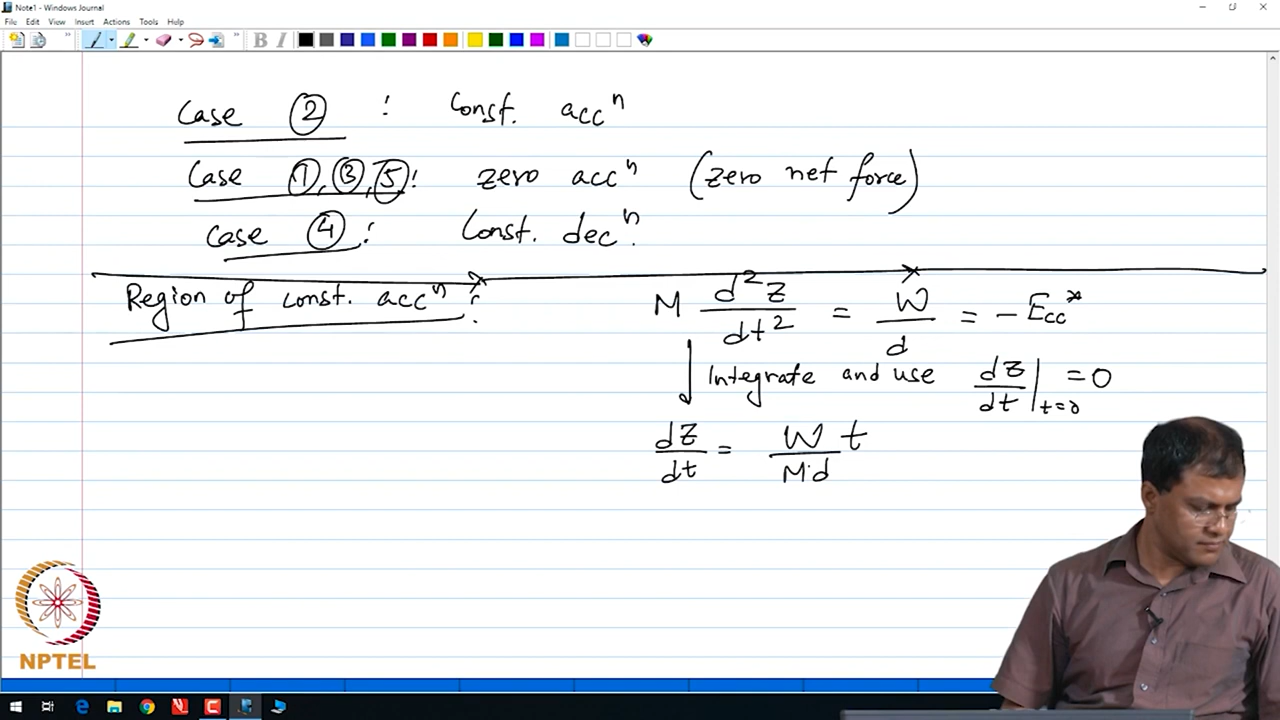 Note1 - Windows Journal
File Edit View Insert Actions Tools Help
B I
Case ② : Const. accⁿ
Case ①, ③, ⑤ : zero accⁿ (zero net force)
Case ④ : Const. decⁿ.
Region of const. accⁿ :
M d²z/dt² = W/d = - Ecc*
↓ Integrate and use dz/dt |t=0 = 0
dz/dt = W/M·d t
NPTEL